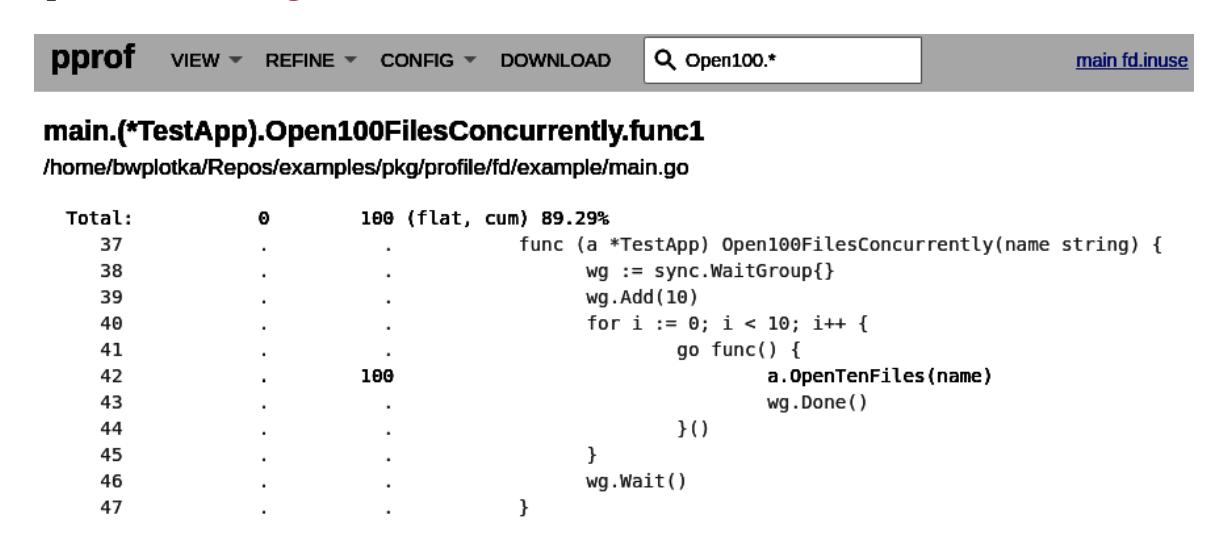 pprof VIEW REFINE CONFIG DOWNLOAD Open100.* main fd.inuse
main.(*TestApp).Open100FilesConcurrently.func1
/home/bwplotka/Repos/examples/pkg/profile/fd/example/main.go
Total: 0 100 (flat, cum) 89.29%
37 . . func (a *TestApp) Open100FilesConcurrently(name string) {
38 . . wg := sync.WaitGroup{}
39 . . wg.Add(10)
40 . . for i := 0; i < 10; i++ {
41 . . go func() {
42 . 100 a.OpenTenFiles(name)
43 . . wg.Done()
44 . . }()
45 . . }
46 . . wg.Wait()
47 . . }